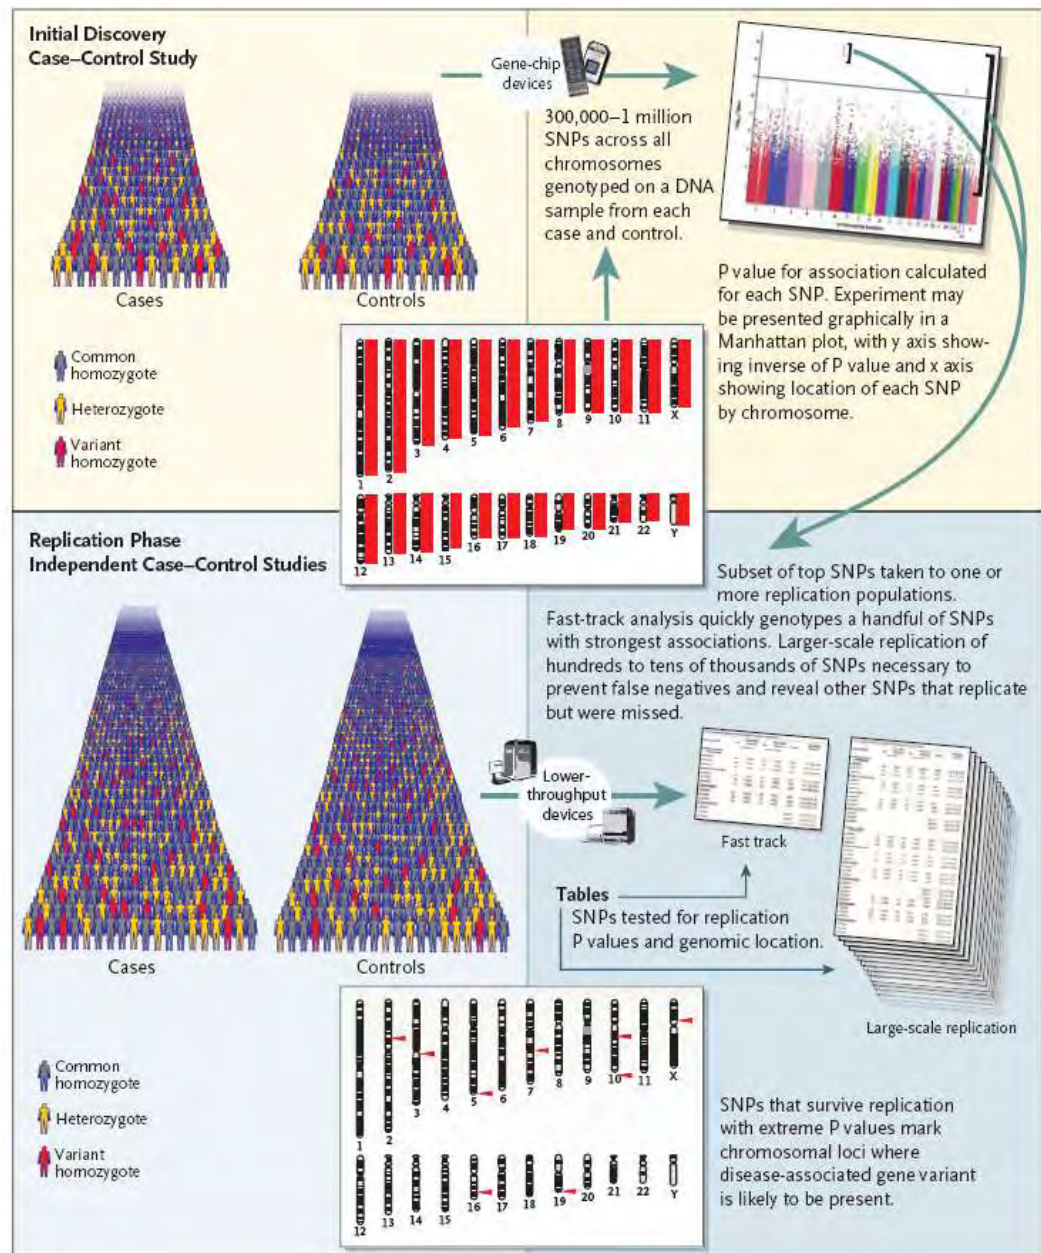 Initial Discovery
Case–Control Study
Cases
Controls
Common
homozygote
Heterozygote
Variant
homozygote
Gene-chip
devices
300,000–1 million
SNPs across all
chromosomes
genotyped on a DNA
sample from each
case and control.
P value for association calculated
for each SNP. Experiment may
be presented graphically in a
Manhattan plot, with y axis show-
ing inverse of P value and x axis
showing location of each SNP
by chromosome.
1 2 3 4 5 6 7 8 9 10 11 X
12 13 14 15 16 17 18 19 20 21 22 Y
Replication Phase
Independent Case–Control Studies
Cases
Controls
Common
homozygote
Heterozygote
Variant
homozygote
Subset of top SNPs taken to one or
more replication populations.
Fast-track analysis quickly genotypes a handful of SNPs
with strongest associations. Larger-scale replication of
hundreds to tens of thousands of SNPs necessary to
prevent false negatives and reveal other SNPs that replicate
but were missed.
Lower-
throughput
devices
Fast track
Tables
SNPs tested for replication
P values and genomic location.
Large-scale replication
1 2 3 4 5 6 7 8 9 10 11 X
12 13 14 15 16 17 18 19 20 21 22 Y
SNPs that survive replication
with extreme P values mark
chromosomal loci where
disease-associated gene variant
is likely to be present.